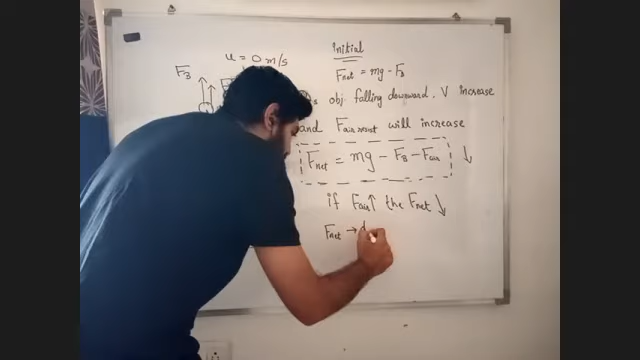 Initial
u = 0 m/s
F_B
F_net = mg - F_B
obj. falling downward, V increase
and F_air resist will increase
F_net = mg - F_B - F_air ↓
if F_air ↑ the F_net ↓
F_net →